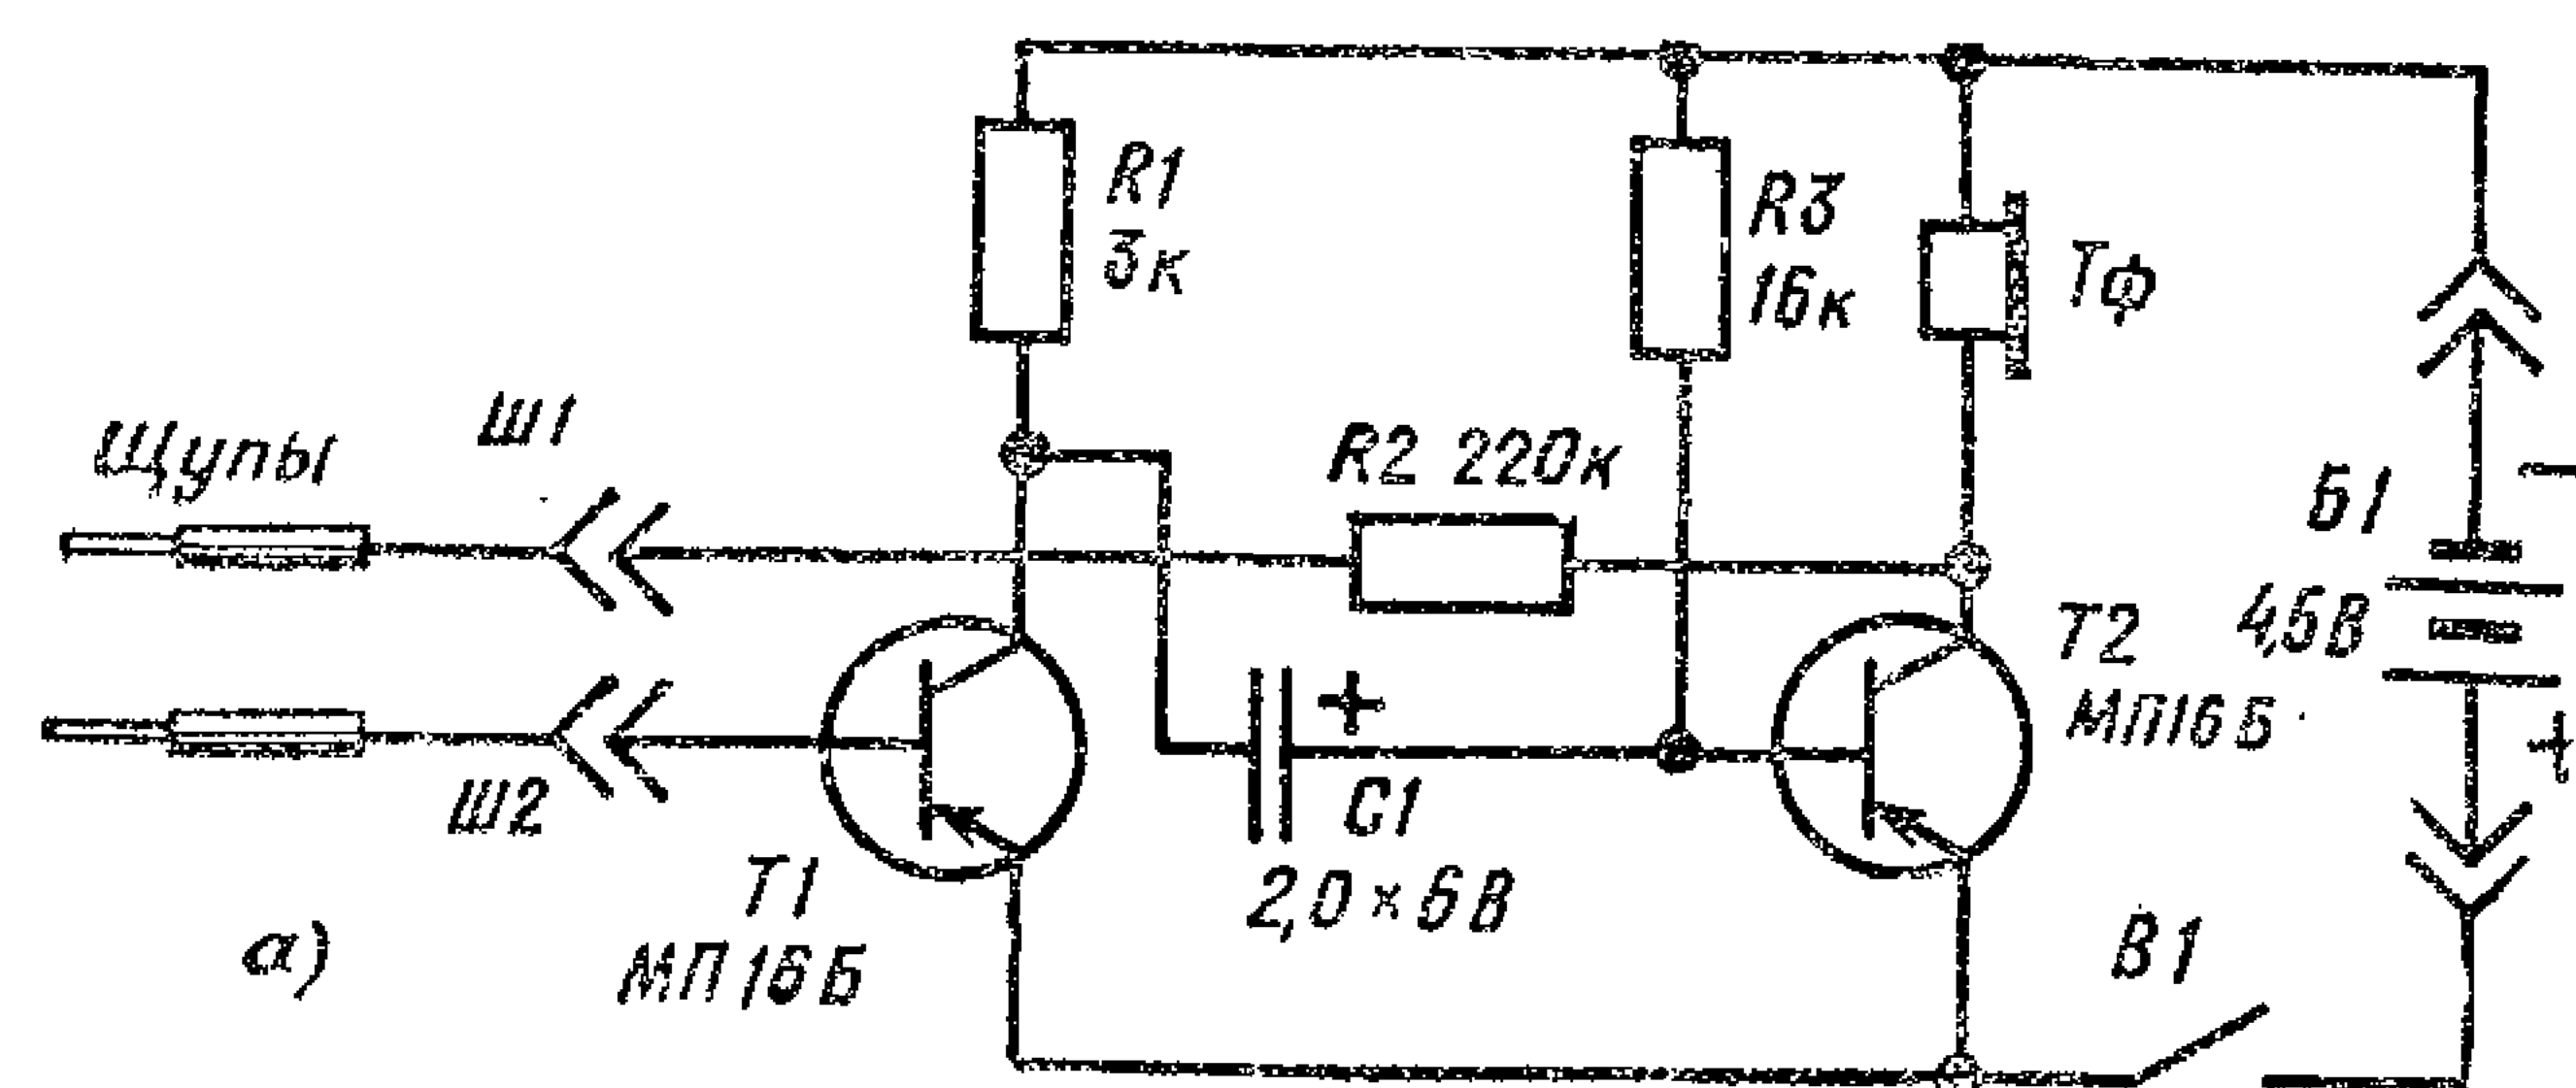 R1
3к
R3
16к
Тф
Щупы
Ш1
R2 220к
Б1
4,5В
–
+
Ш2
Т1
МП16Б
+
С1
2,0×6В
Т2
МП16Б
В1
а)